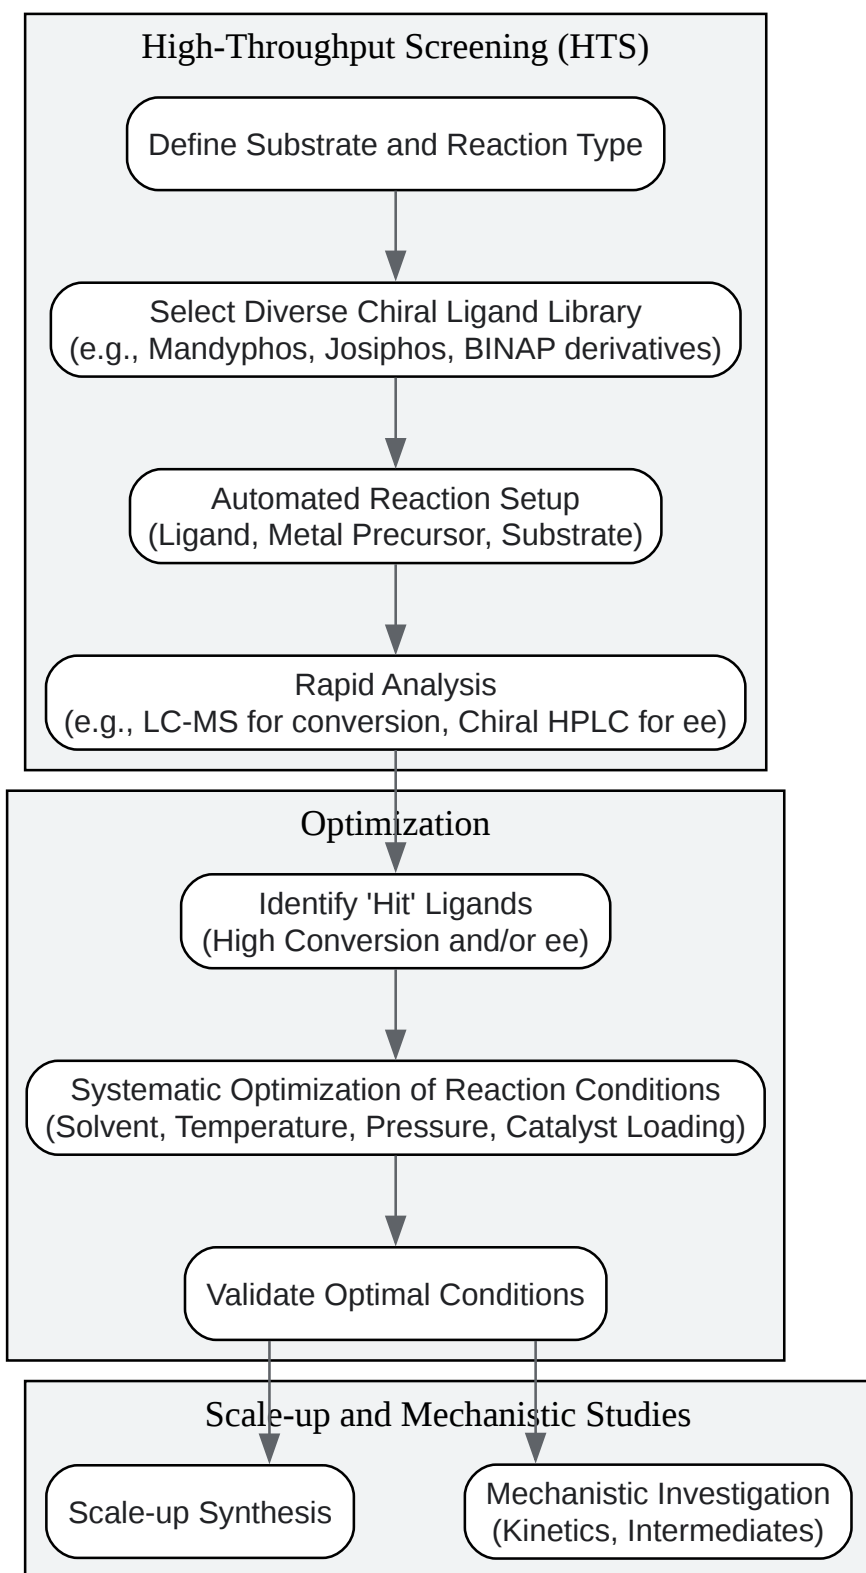 High-Throughput Screening (HTS)
Define Substrate and Reaction Type
Select Diverse Chiral Ligand Library
(e.g., Mandyphos, Josiphos, BINAP derivatives)
Automated Reaction Setup
(Ligand, Metal Precursor, Substrate)
Rapid Analysis
(e.g., LC-MS for conversion, Chiral HPLC for ee)
Optimization
Identify 'Hit' Ligands
(High Conversion and/or ee)
Systematic Optimization of Reaction Conditions
(Solvent, Temperature, Pressure, Catalyst Loading)
Validate Optimal Conditions
Scale-up and Mechanistic Studies
Scale-up Synthesis
Mechanistic Investigation
(Kinetics, Intermediates)